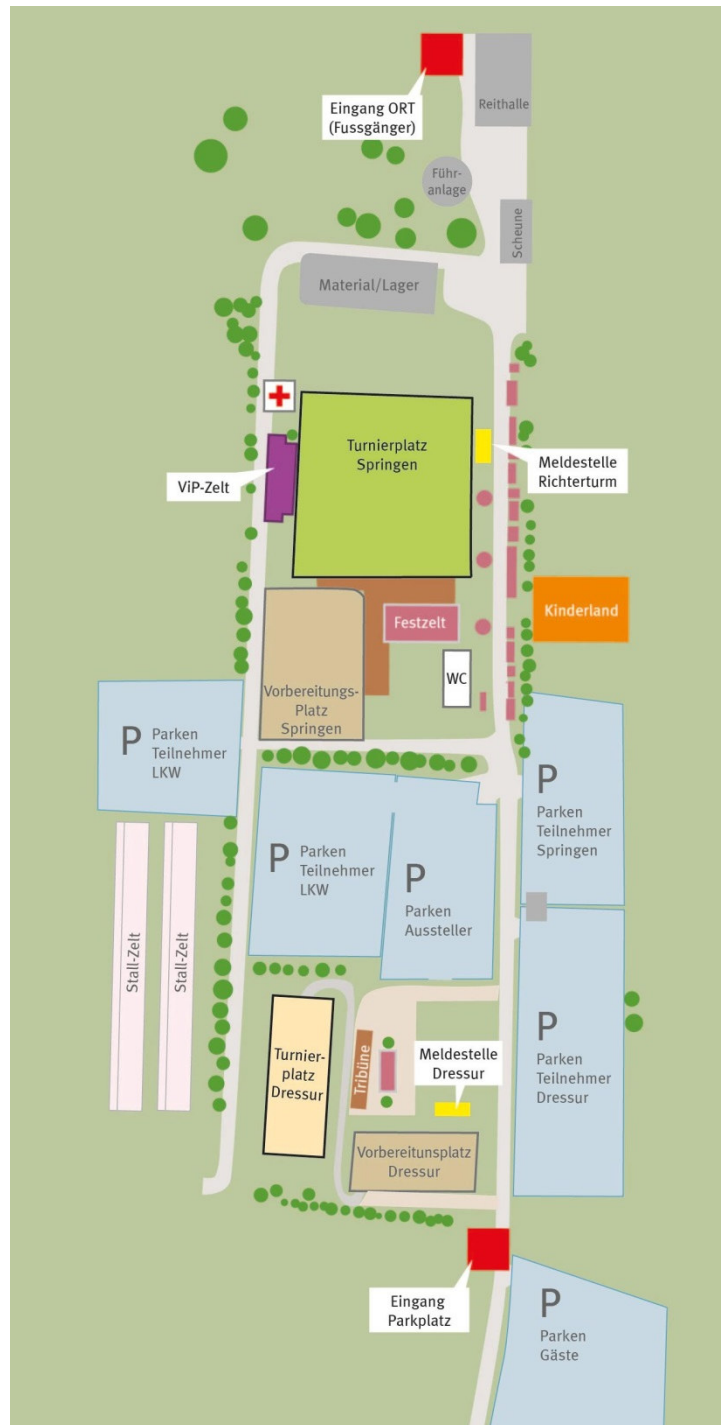 Reithalle
Eingang ORT
(Fussgänger)
Führ-
anlage
Scheune
Material/Lager
Turnierplatz
Springen
Meldestelle
Richterturm
ViP-Zelt
Kinderland
Festzelt
WC
Vorbereitungs-
Platz
Springen
P Parken
Teilnehmer
LKW
P
Parken
Teilnehmer
Springen
P Parken
Teilnehmer
LKW
P
Parken
Aussteller
Stall-Zelt
Stall-Zelt
P
Parken
Teilnehmer
Dressur
Turnier-
platz
Dressur
Tribüne
Meldestelle
Dressur
Vorbereitunsplatz
Dressur
Eingang
Parkplatz
P
Parken
Gäste